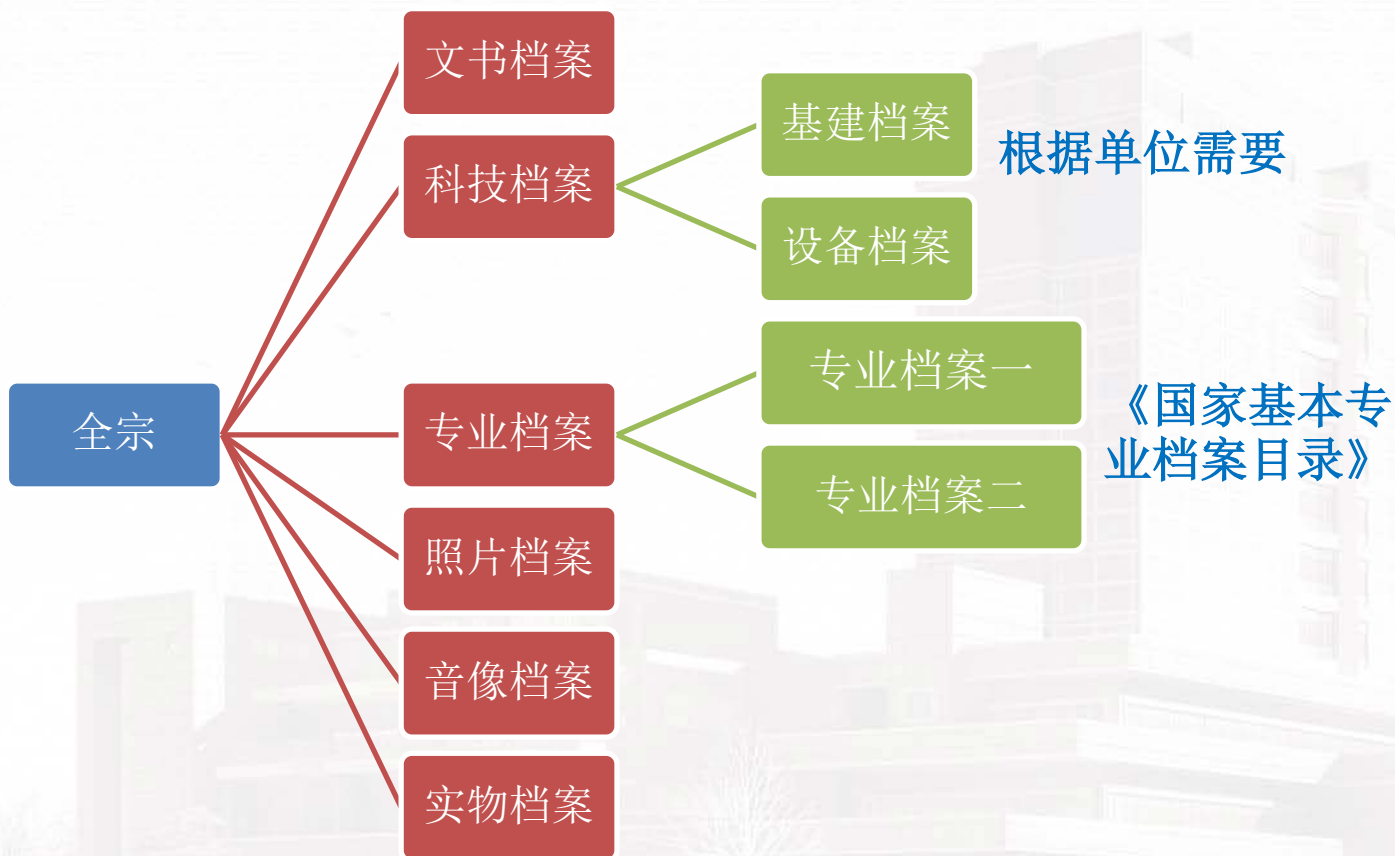 全宗
文书档案
科技档案
专业档案
照片档案
音像档案
实物档案
基建档案
设备档案
专业档案一
专业档案二
根据单位需要
《国家基本专
业档案目录》